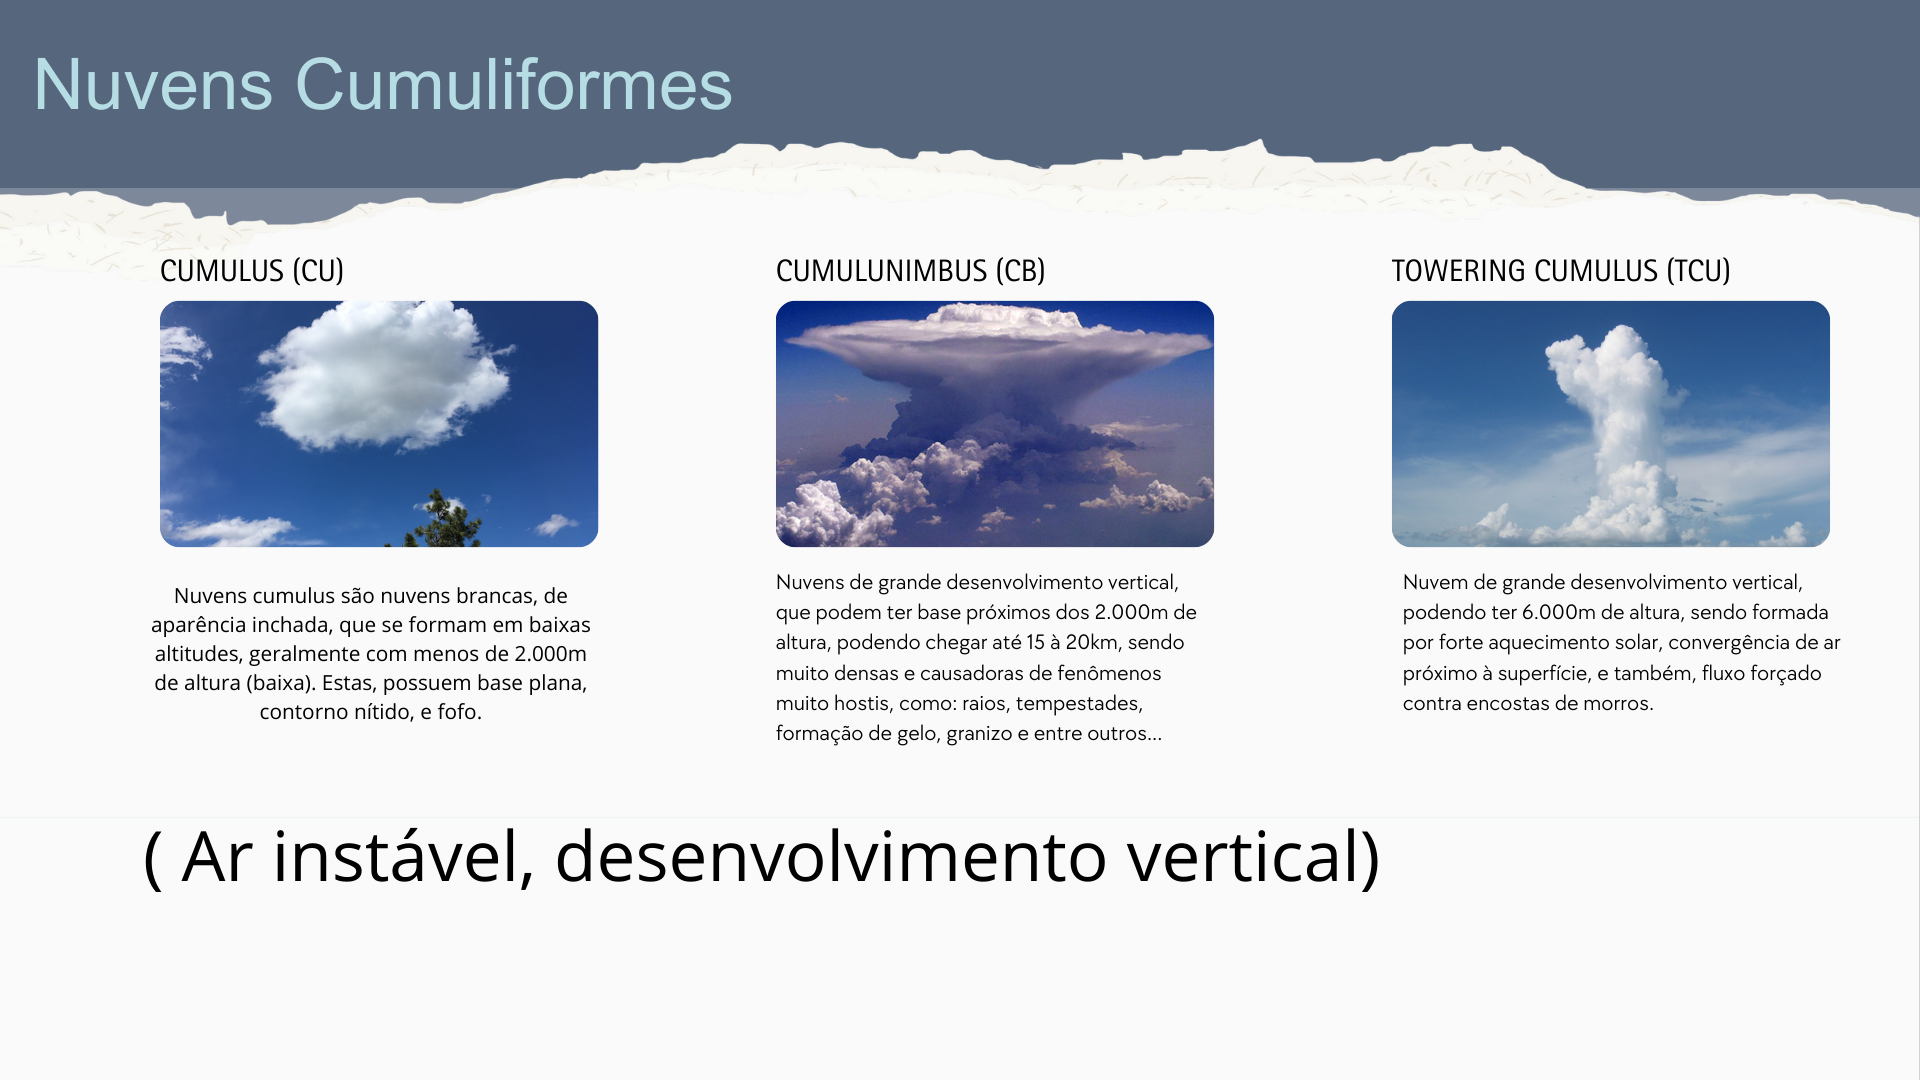 Nuvens Cumuliformes
CUMULUS (CU)
Nuvens cumulus são nuvens brancas, de
aparência inchada, que se formam em baixas
altitudes, geralmente com menos de 2.000m
de altura (baixa). Estas, possuem base plana,
contorno nítido, e fofo.
CUMULUNIMBUS (CB)
Nuvens de grande desenvolvimento vertical,
que podem ter base próximos dos 2.000m de
altura, podendo chegar até 15 à 20km, sendo
muito densas e causadoras de fenômenos
muito hostis, como: raios, tempestades,
formação de gelo, granizo e entre outros...
TOWERING CUMULUS (TCU)
Nuvem de grande desenvolvimento vertical,
podendo ter 6.000m de altura, sendo formada
por forte aquecimento solar, convergência de ar
próximo à superfície, e também, fluxo forçado
contra encostas de morros.
( Ar instável, desenvolvimento vertical)